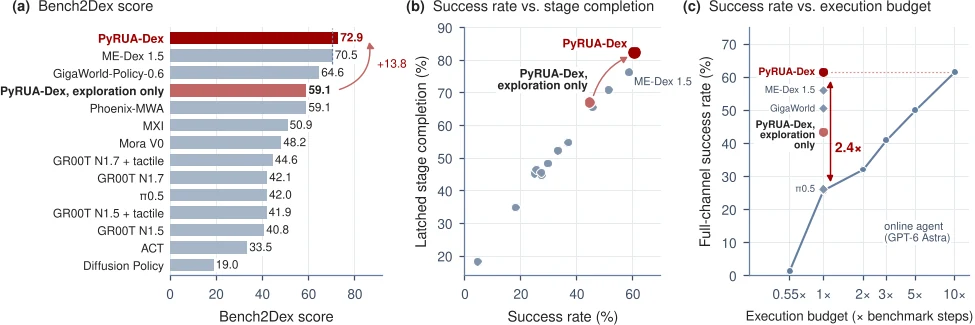 (a) Bench2Dex score
PyRUA-Dex
72.9
ME-Dex 1.5
70.5
GigaWorld-Policy-0.6
64.6
+13.8
PyRUA-Dex, exploration only
59.1
Phoenix-MWA
59.1
MXI
50.9
Mora V0
48.2
GR00T N1.7 + tactile
44.6
GR00T N1.7
42.1
π0.5
42.0
GR00T N1.5 + tactile
41.9
GR00T N1.5
40.8
ACT
33.5
Diffusion Policy
19.0
0 20 40 60 80
Bench2Dex score
(b) Success rate vs. stage completion
Latched stage completion (%)
90
80
70
60
50
40
30
20
PyRUA-Dex
PyRUA-Dex,
exploration only
ME-Dex 1.5
0 20 40 60
Success rate (%)
(c) Success rate vs. execution budget
Full-channel success rate (%)
70
60
50
40
30
20
10
0
PyRUA-Dex
ME-Dex 1.5
GigaWorld
PyRUA-Dex,
exploration
only
2.4×
π0.5
online agent
(GPT-6 Astra)
0.55× 1× 2× 3× 5× 10×
Execution budget (× benchmark steps)